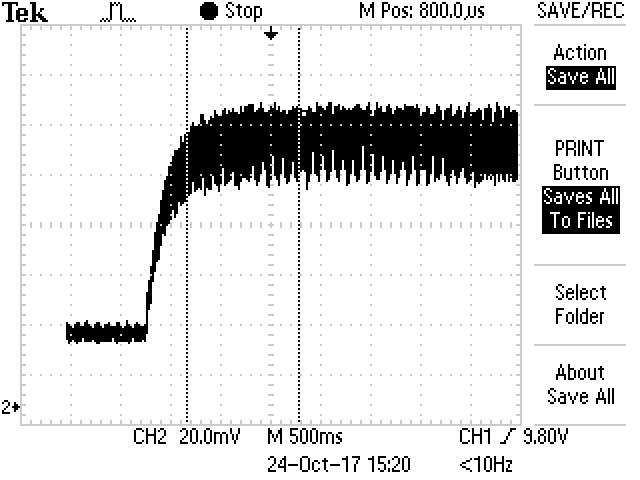 Tek Stop M Pos: 800.0µs SAVE/REC
Action
Save All
PRINT
Button
Saves All
To Files
Select
Folder
About
Save All
2
CH2 20.0mV M 500ms CH1 9.80V
24-Oct-17 15:20 <10Hz